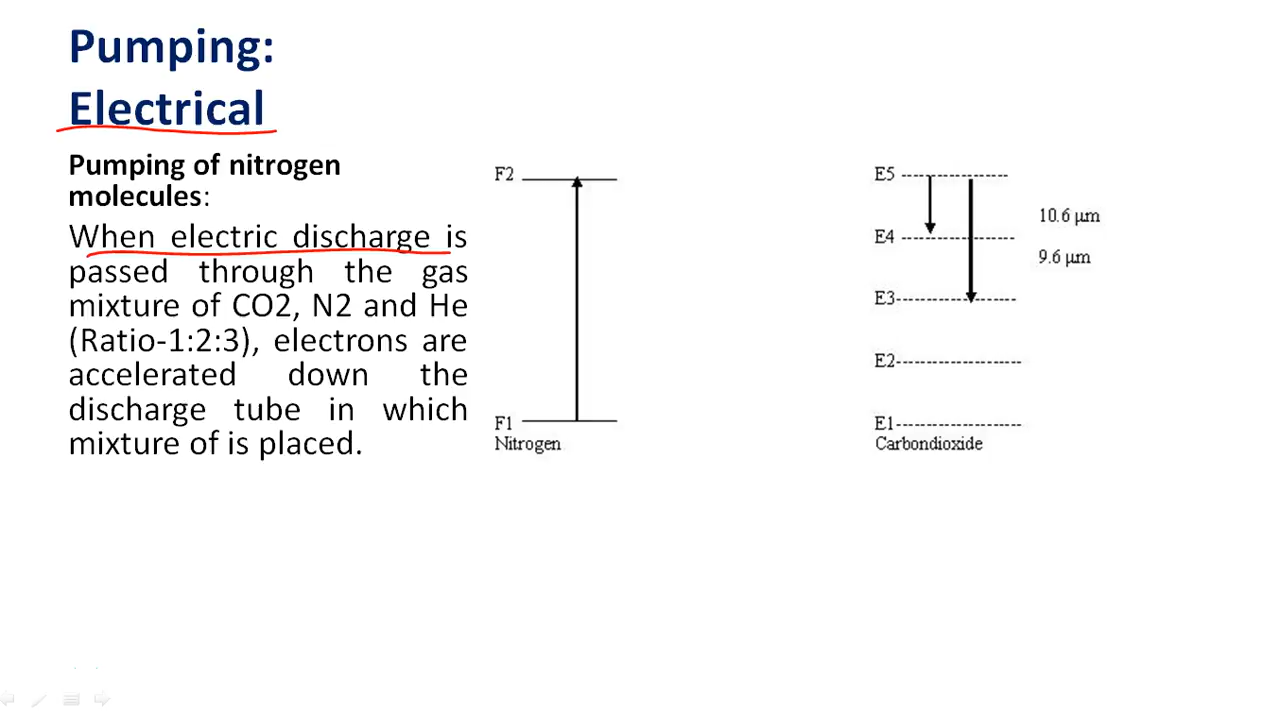 Pumping:
Electrical
Pumping of nitrogen
molecules:
When electric discharge is
passed through the gas
mixture of CO2, N2 and He
(Ratio-1:2:3), electrons are
accelerated down the
discharge tube in which
mixture of is placed.
F2
F1
Nitrogen
E5
10.6 µm
E4
9.6 µm
E3
E2
E1
Carbondioxide